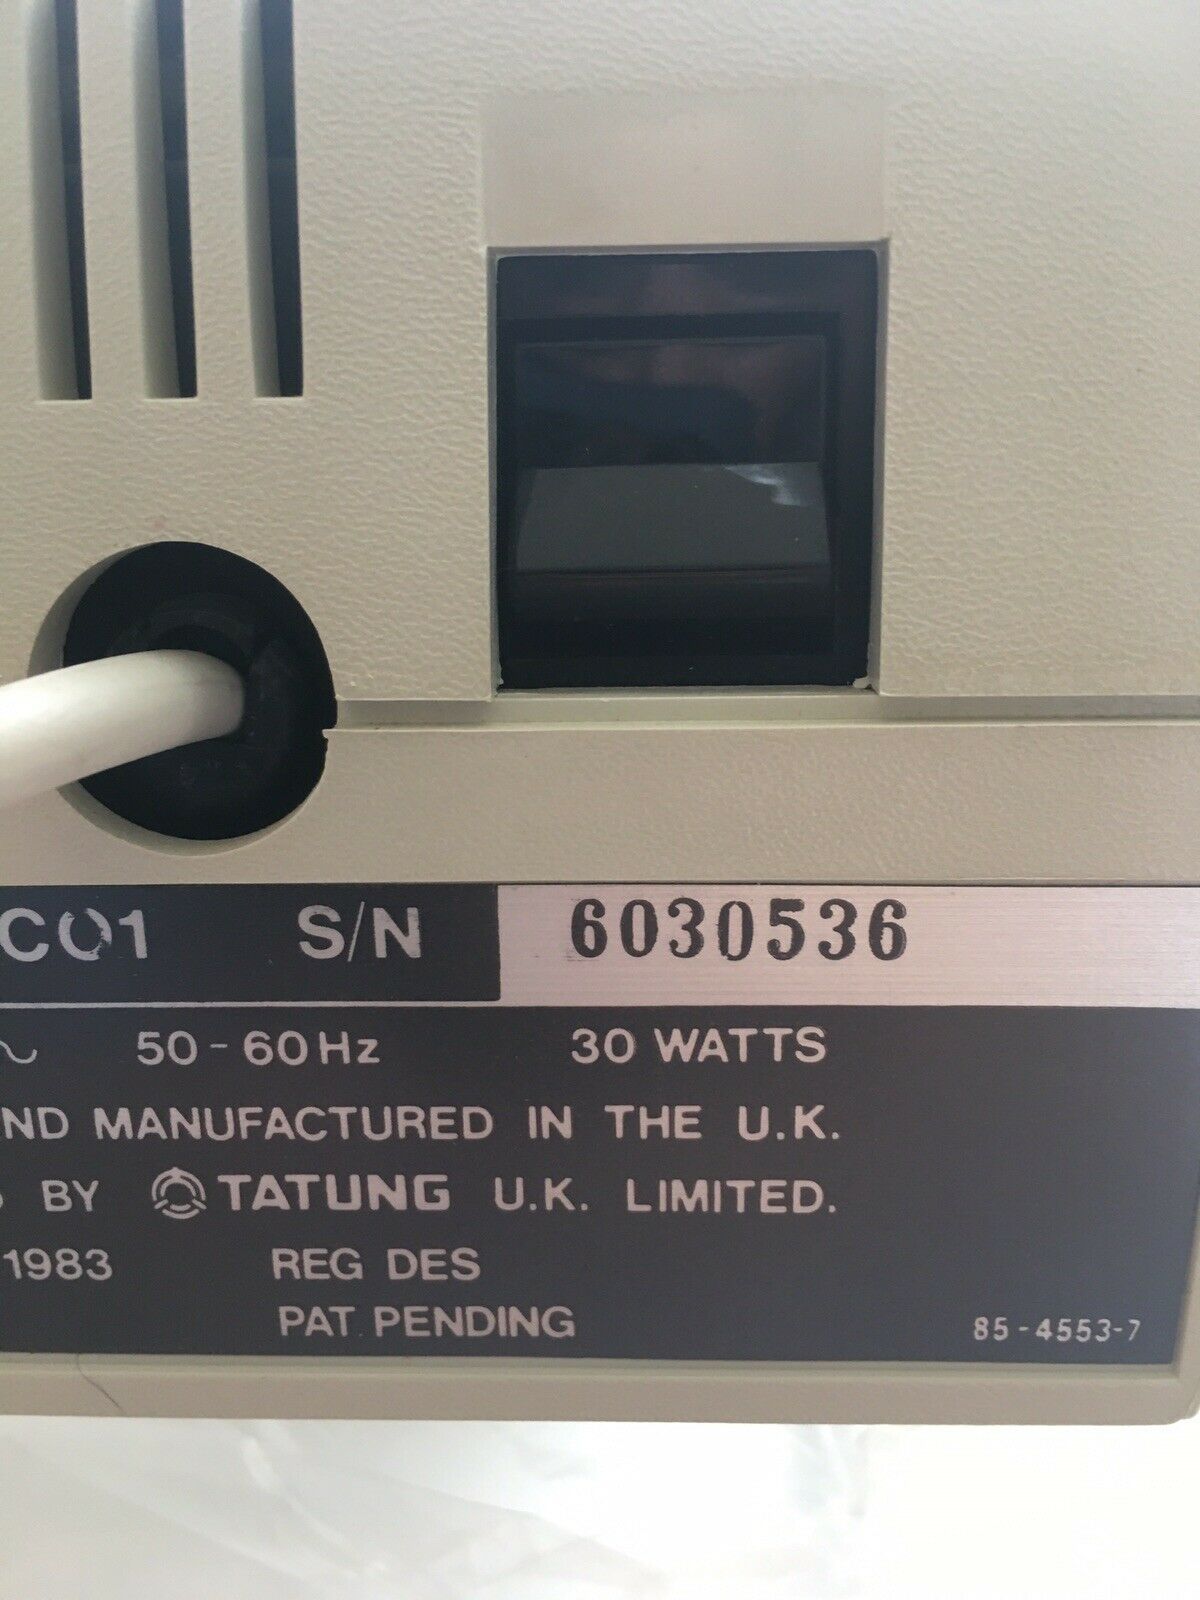 C01 S/N 6030536
50-60Hz 30 WATTS
ND MANUFACTURED IN THE U.K.
BY TATUNG U.K. LIMITED.
1983 REG DES
PAT. PENDING 85-4553-7